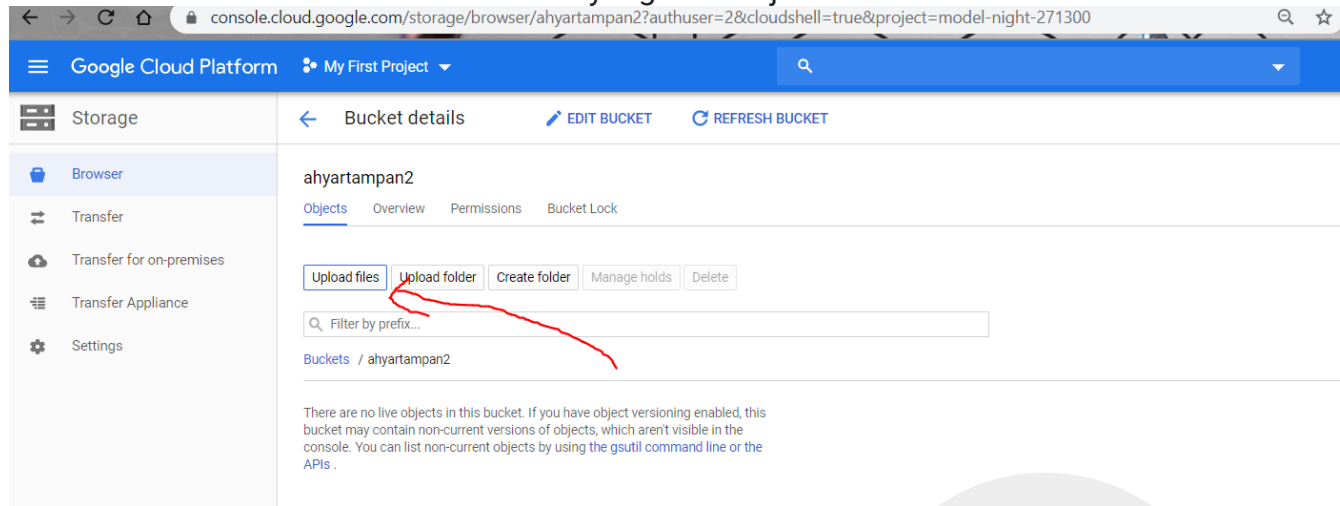 console.cloud.google.com/storage/browser/ahyartampan2?authuser=2&cloudshell=true&project=model-night-271300
Google Cloud Platform My First Project
Storage
Bucket details EDIT BUCKET REFRESH BUCKET
Browser
Transfer
Transfer for on-premises
Transfer Appliance
Settings
ahyartampan2
Objects Overview Permissions Bucket Lock
Upload files Upload folder Create folder Manage holds Delete
Filter by prefix...
Buckets / ahyartampan2
There are no live objects in this bucket. If you have object versioning enabled, this
bucket may contain non-current versions of objects, which aren't visible in the
console. You can list non-current objects by using the gsutil command line or the
APIs .